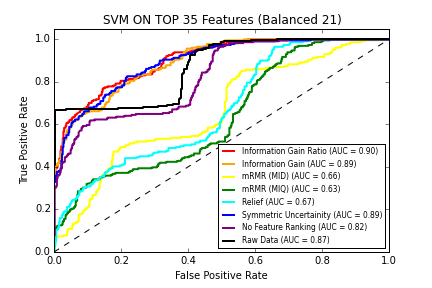 SVM ON TOP 35 Features (Balanced 21)
True Positive Rate
1.0
0.8
0.6
0.4
0.2
0.0
Information Gain Ratio (AUC = 0.90)
Information Gain (AUC = 0.89)
mRMR (MID) (AUC = 0.66)
mRMR (MIQ) (AUC = 0.63)
Relief (AUC = 0.67)
Symmetric Uncertainity (AUC = 0.89)
No Feature Ranking (AUC = 0.82)
Raw Data (AUC = 0.87)
0.0 0.2 0.4 0.6 0.8 1.0
False Positive Rate